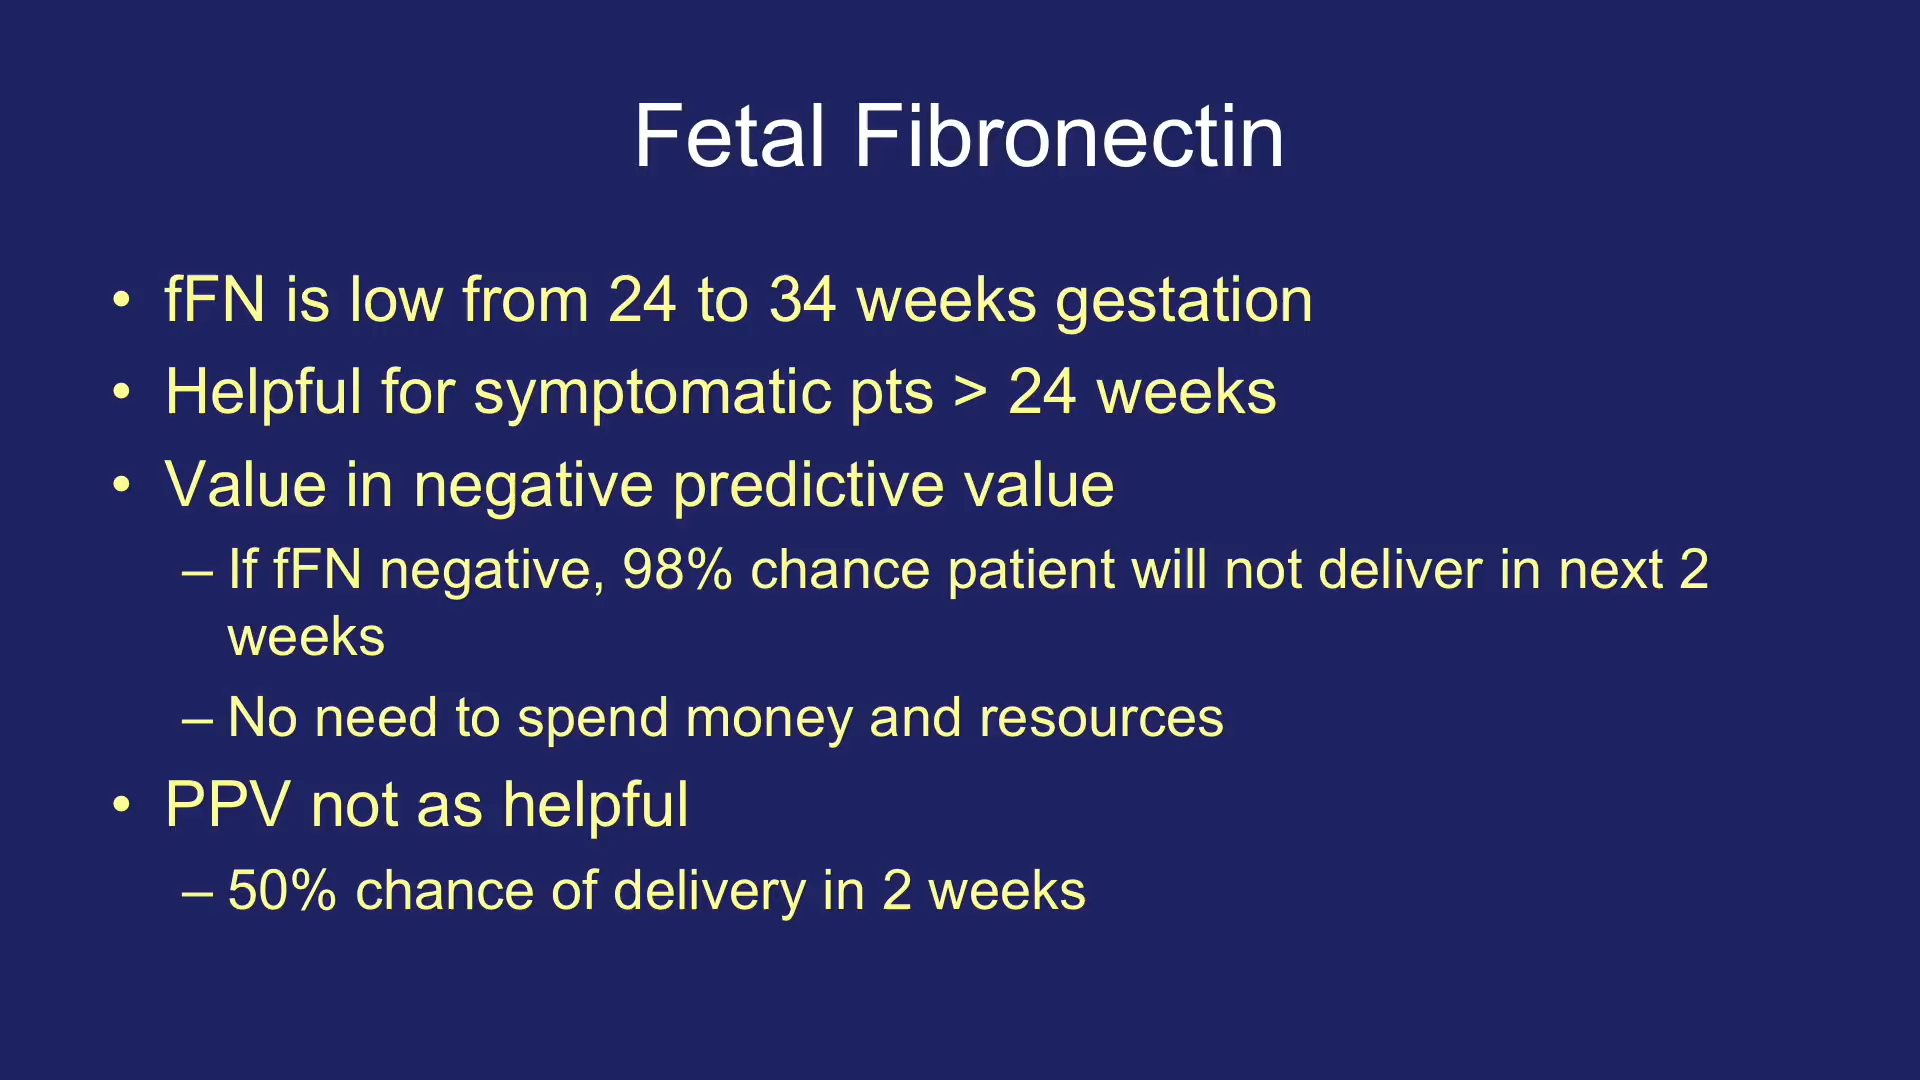 Fetal Fibronectin
• fFN is low from 24 to 34 weeks gestation
• Helpful for symptomatic pts > 24 weeks
• Value in negative predictive value
– If fFN negative, 98% chance patient will not deliver in next 2
weeks
– No need to spend money and resources
• PPV not as helpful
– 50% chance of delivery in 2 weeks